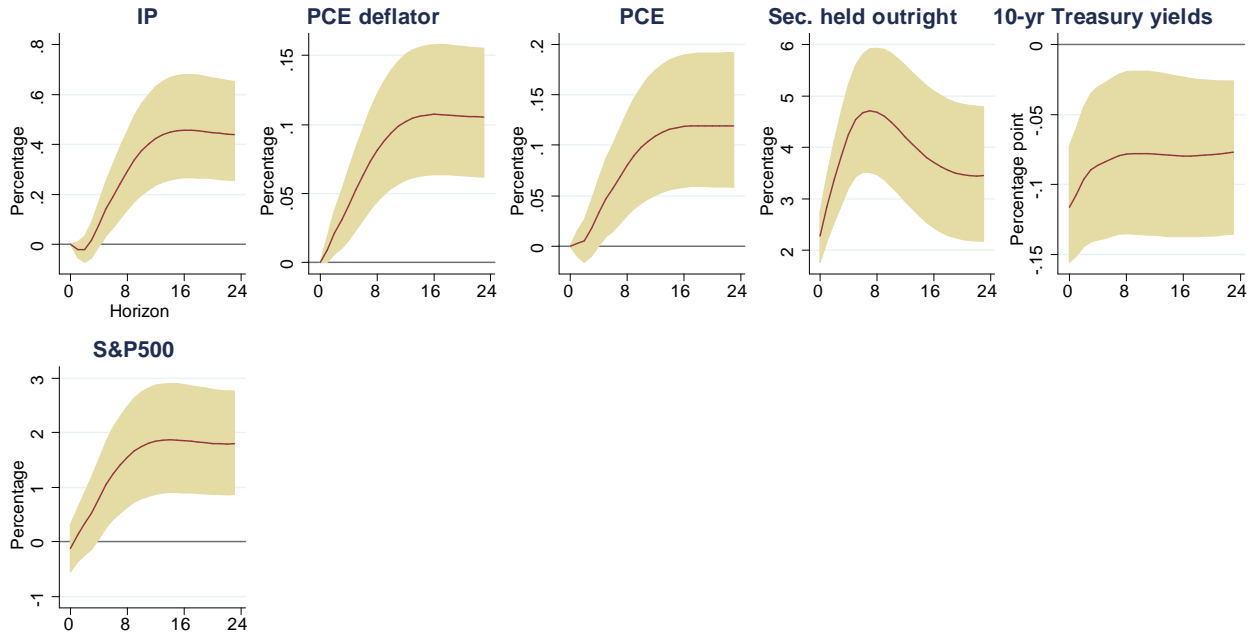 IP
Percentage
.8
.6
.4
.2
0
0 8 16 24
Horizon
PCE deflator
Percentage
.15
.1
.05
0
0 8 16 24
PCE
Percentage
.2
.15
.1
.05
0
0 8 16 24
Sec. held outright
Percentage
6
5
4
3
2
0 8 16 24
10-yr Treasury yields
Percentage point
0
-.05
-.1
-.15
0 8 16 24
S&P500
Percentage
3
2
1
0
-1
0 8 16 24